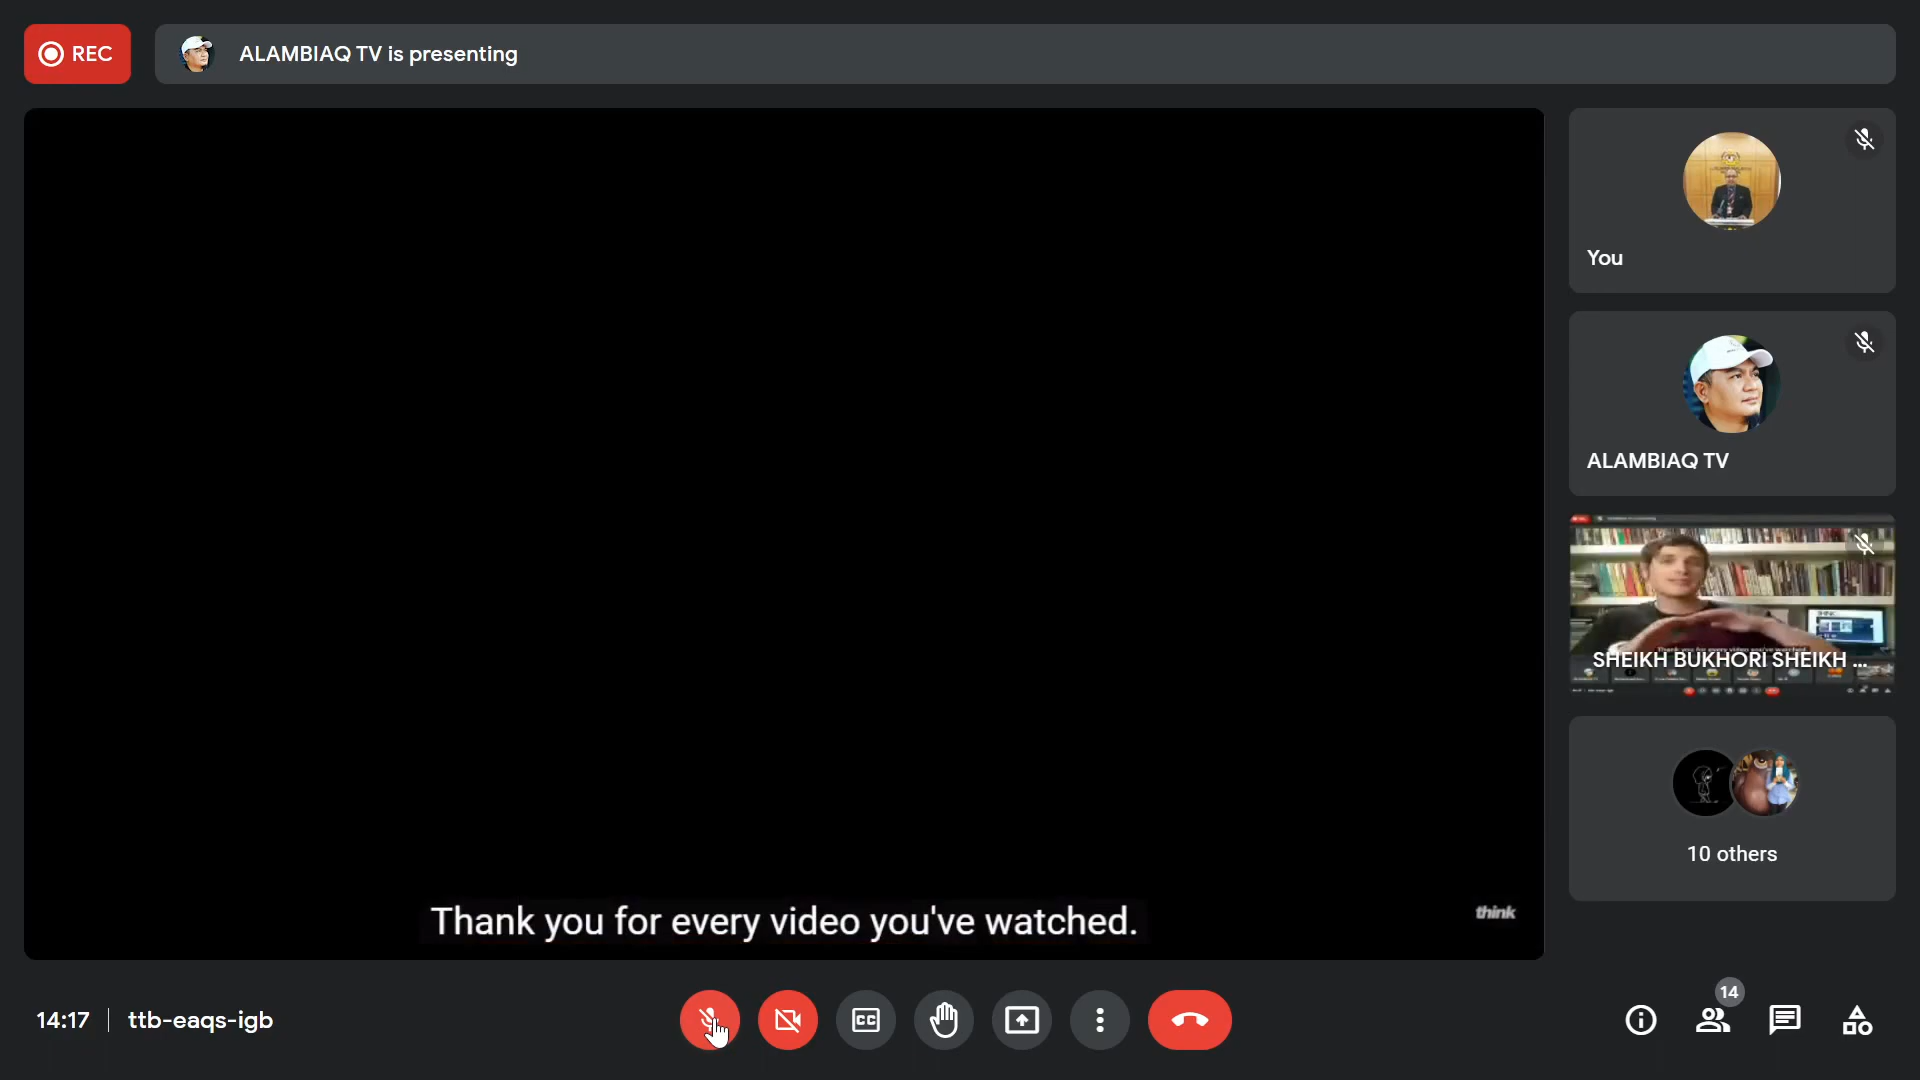 REC
ALAMBIAQ TV is presenting
You
ALAMBIAQ TV
SHEIKH BUKHORI SHEIKH ...
10 others
Thank you for every video you've watched.
think
14:17
ttb-eaqs-igb
CC
14